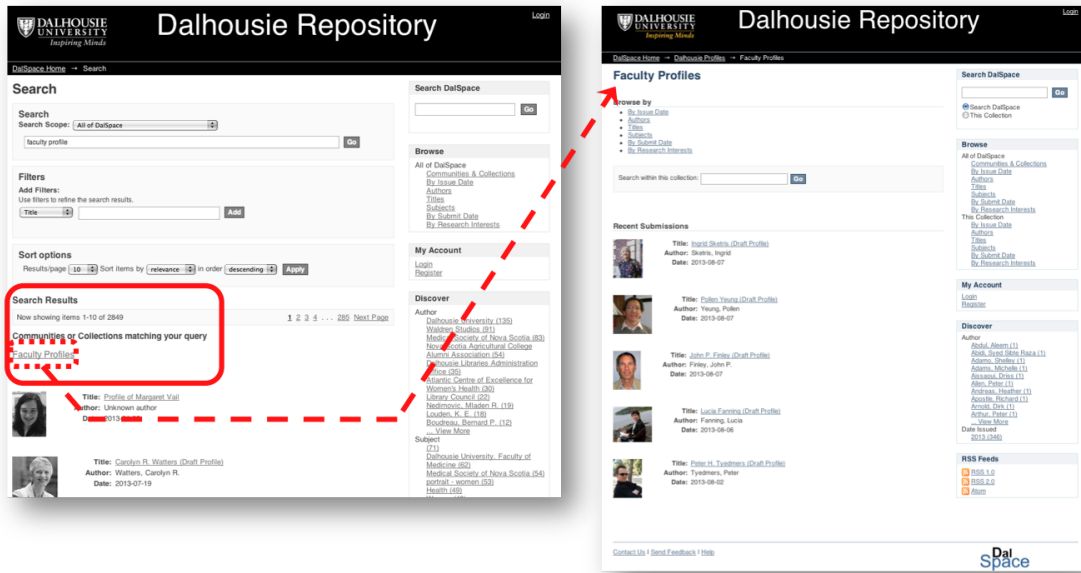 DALHOUSIE
UNIVERSITY
Inspiring Minds
Dalhousie Repository
Login
DalSpace Home → Search
Search
Search
Search Scope: All of DalSpace
faculty profile
Go
Filters
Add Filters:
Use filters to refine the search results.
Title
Add
Sort options
Results/page 10 Sort items by relevance in order descending Apply
Search Results
Now showing items 1-10 of 2849
1 2 3 4 . . . 285 Next Page
Communities or Collections matching your query
Faculty Profiles
Title: Profile of Margaret Vail
Author: Unknown author
Title: Carolyn R. Watters (Draft Profile)
Author: Watters, Carolyn R.
Date: 2013-07-19
Search DalSpace
Go
Browse
All of DalSpace
Communities & Collections
By Issue Date
Authors
Titles
Subjects
By Submit Date
By Research Interests
My Account
Login
Register
Discover
Author
Dalhousie University (135)
Waldren Studios (91)
Medical Society of Nova Scotia (83)
Nova Scotia Agricultural College
Alumni Association (54)
Dalhousie Libraries Administration
Office (35)
Atlantic Centre of Excellence for
Women's Health (30)
Library Council (22)
Nedimovic, Mladen R. (19)
Louden, K. E. (18)
Boudreau, Bernard P. (12)
... View More
Subject
(71)
Dalhousie University. Faculty of
Medicine (62)
Medical Society of Nova Scotia (54)
portrait - women (53)
Health (49)
DALHOUSIE
UNIVERSITY
Inspiring Minds
Dalhousie Repository
Login
DalSpace Home → Dalhousie Profiles → Faculty Profiles
Faculty Profiles
Browse by
By Issue Date
Authors
Titles
Subjects
By Submit Date
By Research Interests
Search within this collection:
Go
Recent Submissions
Title: Ingrid Sketris (Draft Profile)
Author: Sketris, Ingrid
Date: 2013-08-07
Title: Pollen Yeung (Draft Profile)
Author: Yeung, Pollen
Date: 2013-08-07
Title: John P. Finley (Draft Profile)
Author: Finley, John P.
Date: 2013-08-07
Title: Lucia Fanning (Draft Profile)
Author: Fanning, Lucia
Date: 2013-08-06
Title: Peter H. Tyedmers (Draft Profile)
Author: Tyedmers, Peter
Date: 2013-08-02
Search DalSpace
Go
Search DalSpace
This Collection
Browse
All of DalSpace
Communities & Collections
By Issue Date
Authors
Titles
Subjects
By Submit Date
By Research Interests
This Collection
By Issue Date
Authors
Titles
Subjects
By Submit Date
By Research Interests
My Account
Login
Register
Discover
Author
Abdul, Aleem (1)
Abidi, Syed Sibte Raza (1)
Adamo, Shelley (1)
Adams, Michelle (1)
Aissaoui, Driss (1)
Allen, Peter (1)
Andreas, Heather (1)
Apostle, Richard (1)
Arnold, Dirk (1)
Arthur, Peter (1)
... View More
Date Issued
2013 (346)
RSS Feeds
RSS 1.0
RSS 2.0
Atom
Contact Us | Send Feedback | Help
Dal
Space